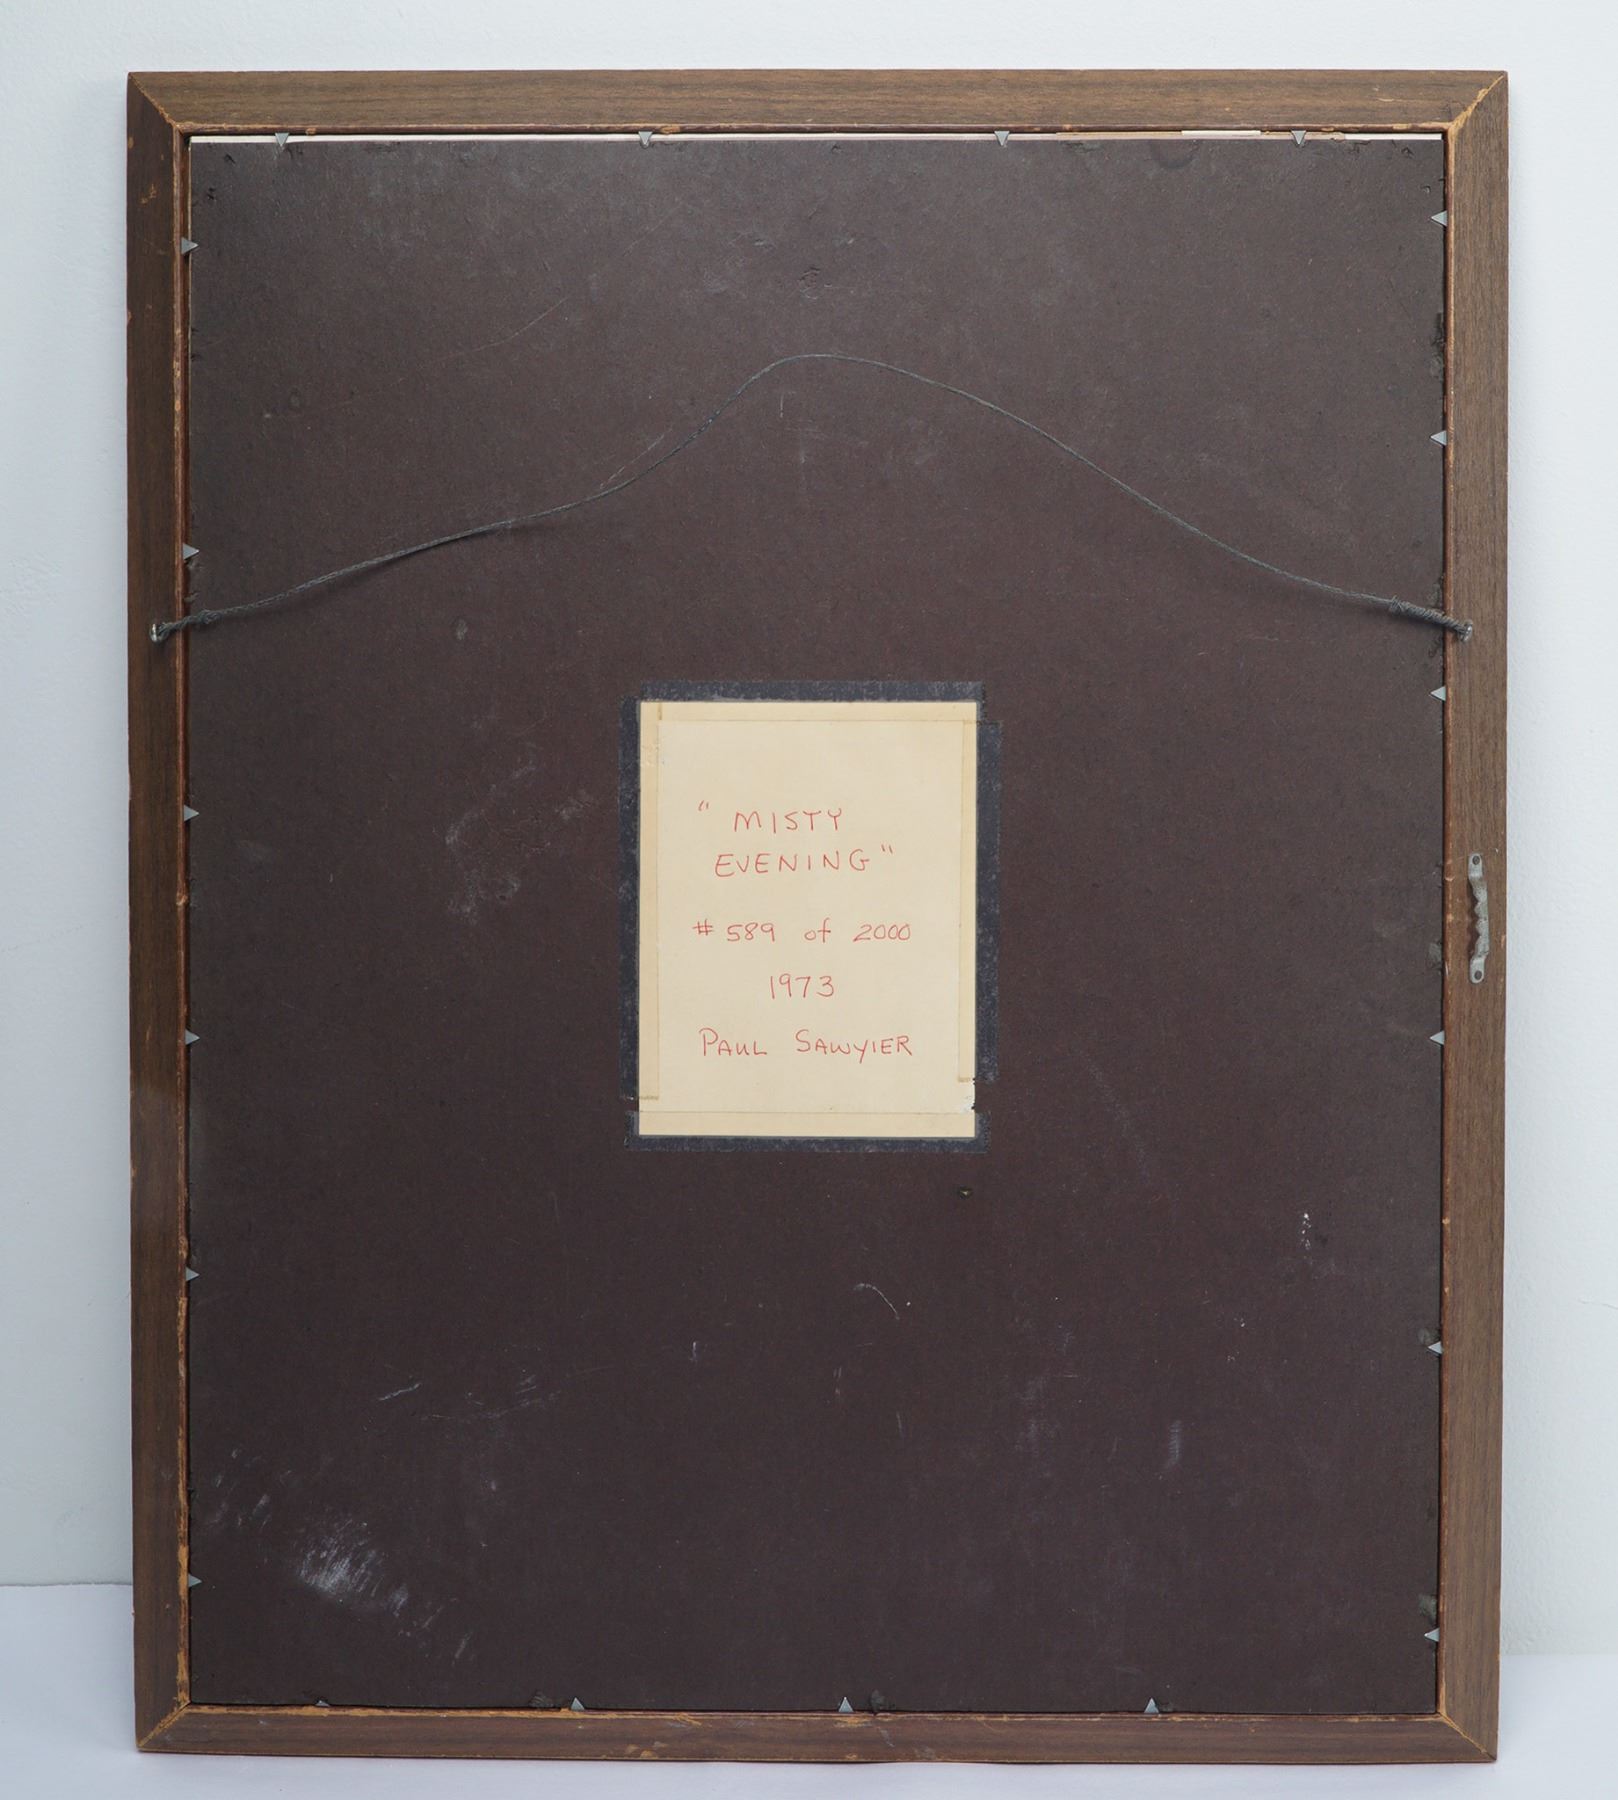 " MISTY
EVENING"
# 589 of 2000
1973
PAUL SAWYIER